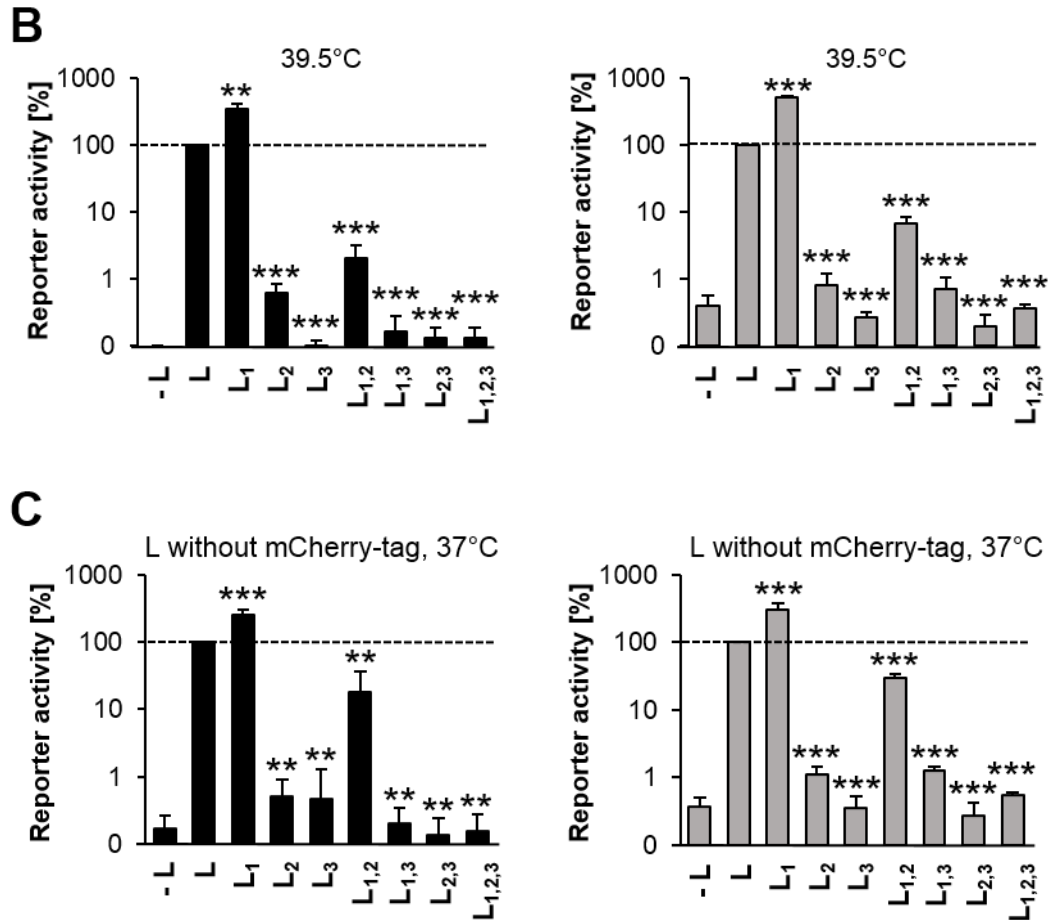 B
39.5°C
Reporter activity [%]
1000
100
10
1
0
**
***
***
***
***
***
***
- L
L
L1
L2
L3
L1,2
L1,3
L2,3
L1,2,3
39.5°C
Reporter activity [%]
1000
100
10
1
0
***
***
***
***
***
***
***
- L
L
L1
L2
L3
L1,2
L1,3
L2,3
L1,2,3
C
L without mCherry-tag, 37°C
Reporter activity [%]
1000
100
10
1
0
***
**
**
**
**
**
**
- L
L
L1
L2
L3
L1,2
L1,3
L2,3
L1,2,3
L without mCherry-tag, 37°C
Reporter activity [%]
1000
100
10
1
0
***
***
***
***
***
***
***
- L
L
L1
L2
L3
L1,2
L1,3
L2,3
L1,2,3